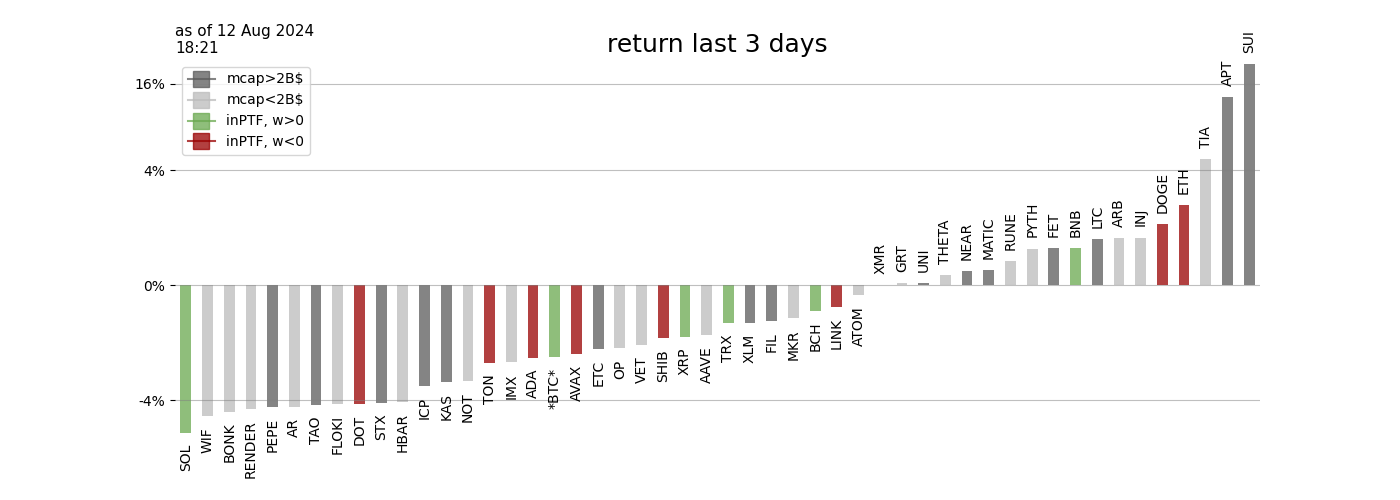 as of 12 Aug 2024
18:21
return last 3 days
mcap>2B$
mcap<2B$
inPTF, w>0
inPTF, w<0
16%
4%
0%
-4%
SOL
WIF
BONK
RENDER
PEPE
AR
TAO
FLOKI
DOT
STX
HBAR
ICP
KAS
NOT
TON
IMX
ADA
*BTC*
AVAX
ETC
OP
VET
SHIB
XRP
AAVE
TRX
XLM
FIL
MKR
BCH
LINK
ATOM
XMR
GRT
UNI
THETA
NEAR
MATIC
RUNE
PYTH
FET
BNB
LTC
ARB
INJ
DOGE
ETH
TIA
APT
SUI